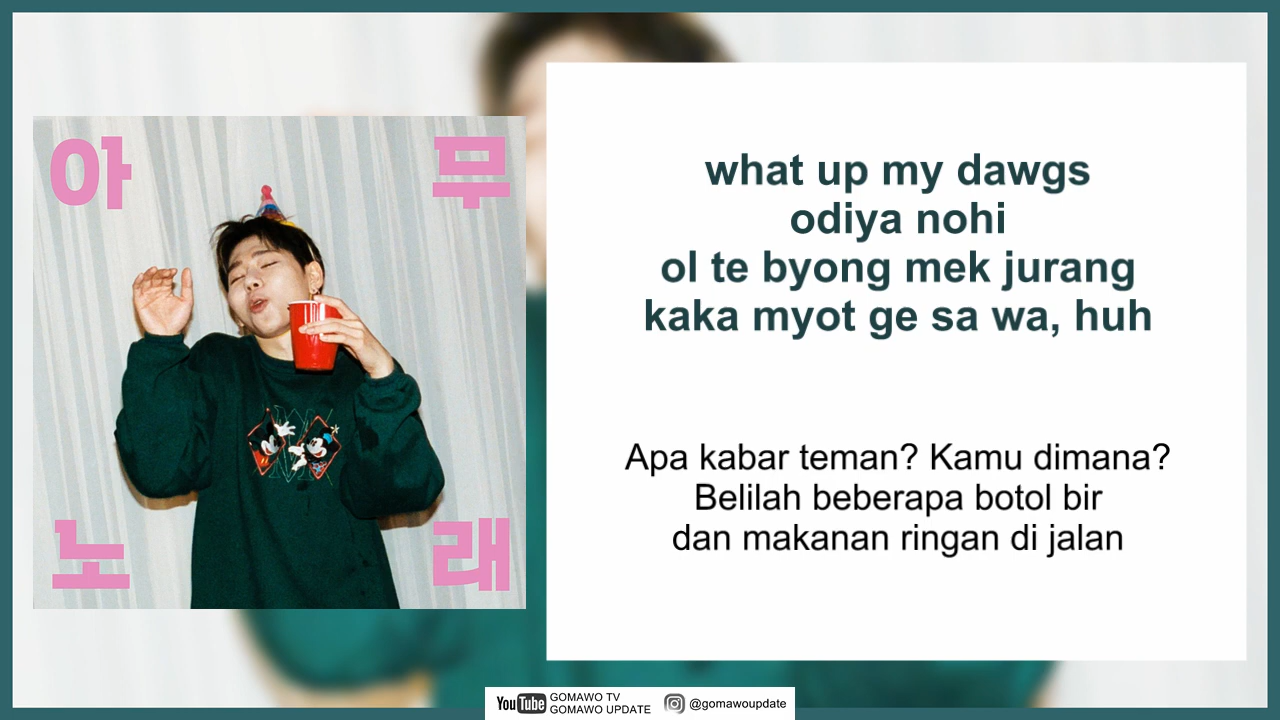 아 무
노 래
what up my dawgs
odiya nohi
ol te byong mek jurang
kaka myot ge sa wa, huh
Apa kabar teman? Kamu dimana?
Belilah beberapa botol bir
dan makanan ringan di jalan
YouTube GOMAWO TV
GOMAWO UPDATE
@gomawoupdate